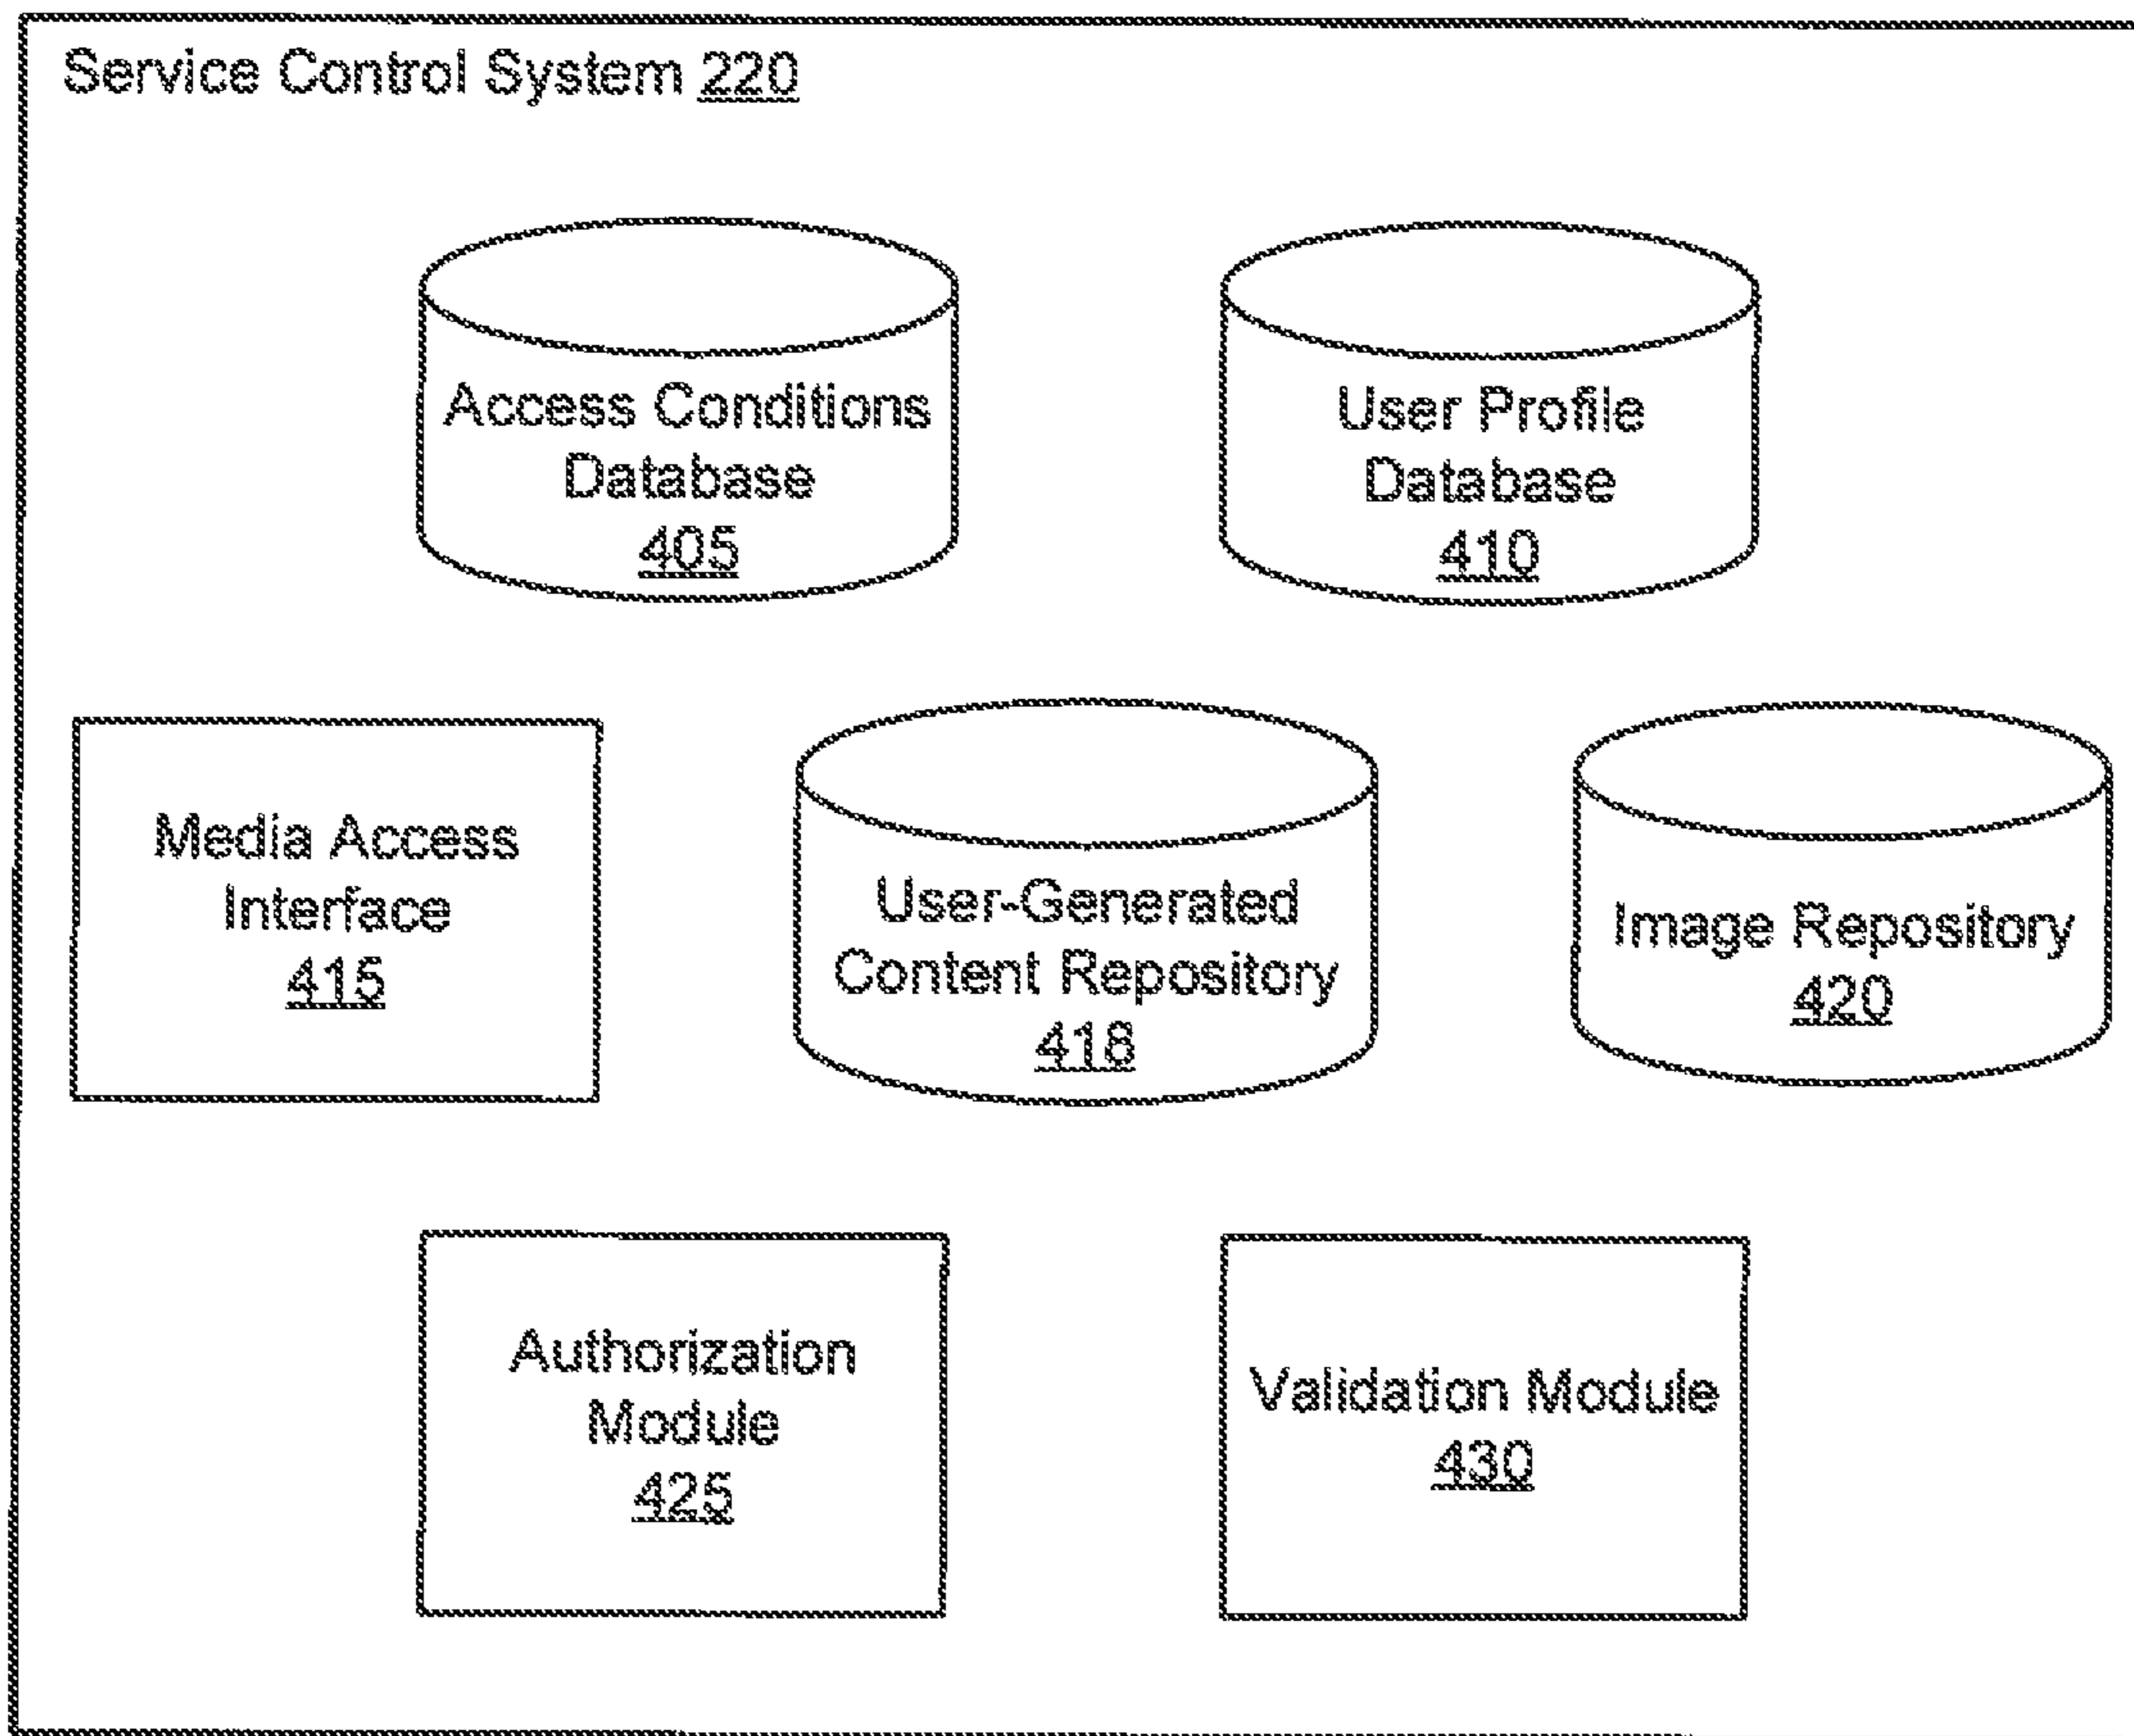 Service Control System 220
Access Conditions
Database
405
User Profile
Database
410
Media Access
Interface
415
User-Generated
Content Repository
418
Image Repository
420
Authorization
Module
425
Validation Module
430